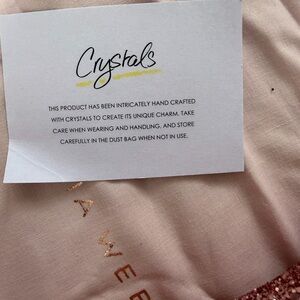 Crystals
THIS PRODUCT HAS BEEN INTRICATELY HAND CRAFTED
WITH CRYSTALS TO CREATE ITS UNIQUE CHARM. TAKE
CARE WHEN WEARING AND HANDLING, AND STORE
CAREFULLY IN THE DUST BAG WHEN NOT IN USE.
A W E